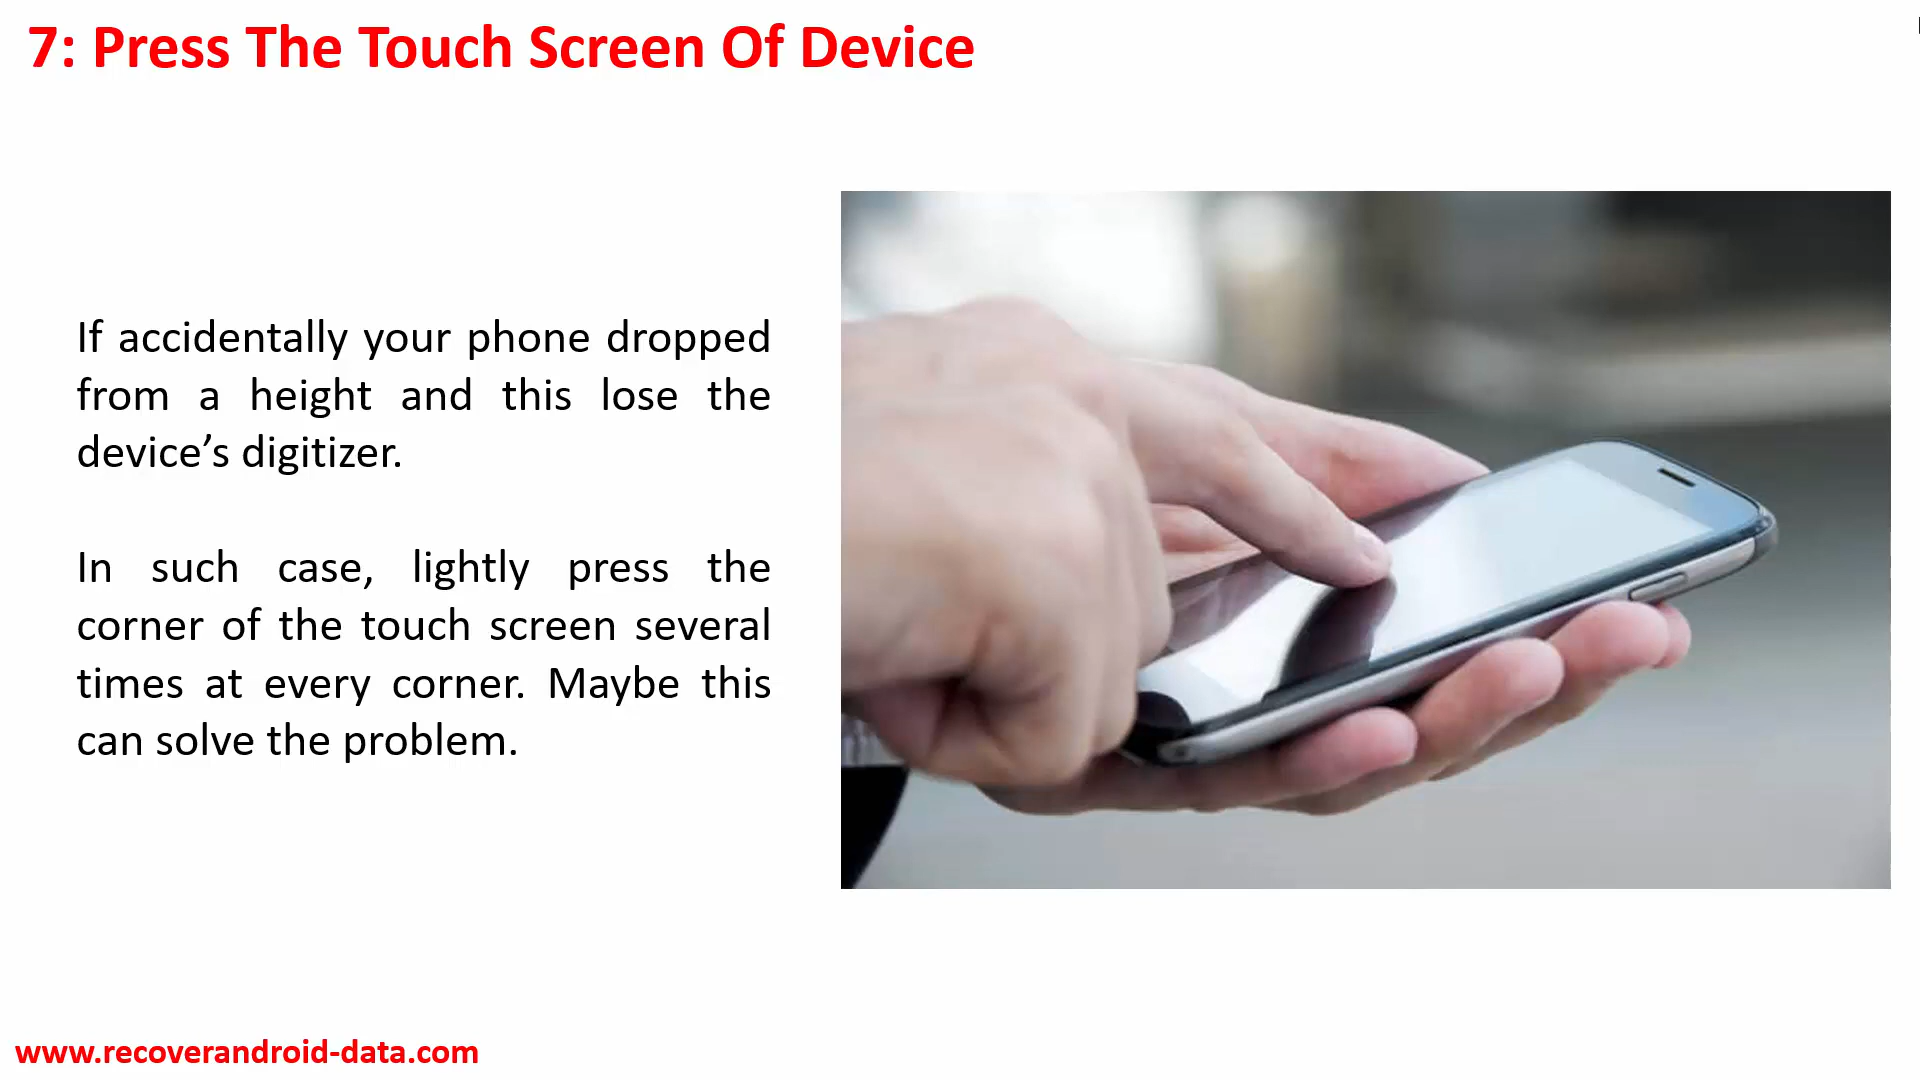 7: Press The Touch Screen Of Device
If accidentally your phone dropped
from a height and this lose the
device’s digitizer.
In such case, lightly press the
corner of the touch screen several
times at every corner. Maybe this
can solve the problem.
www.recoverandroid-data.com